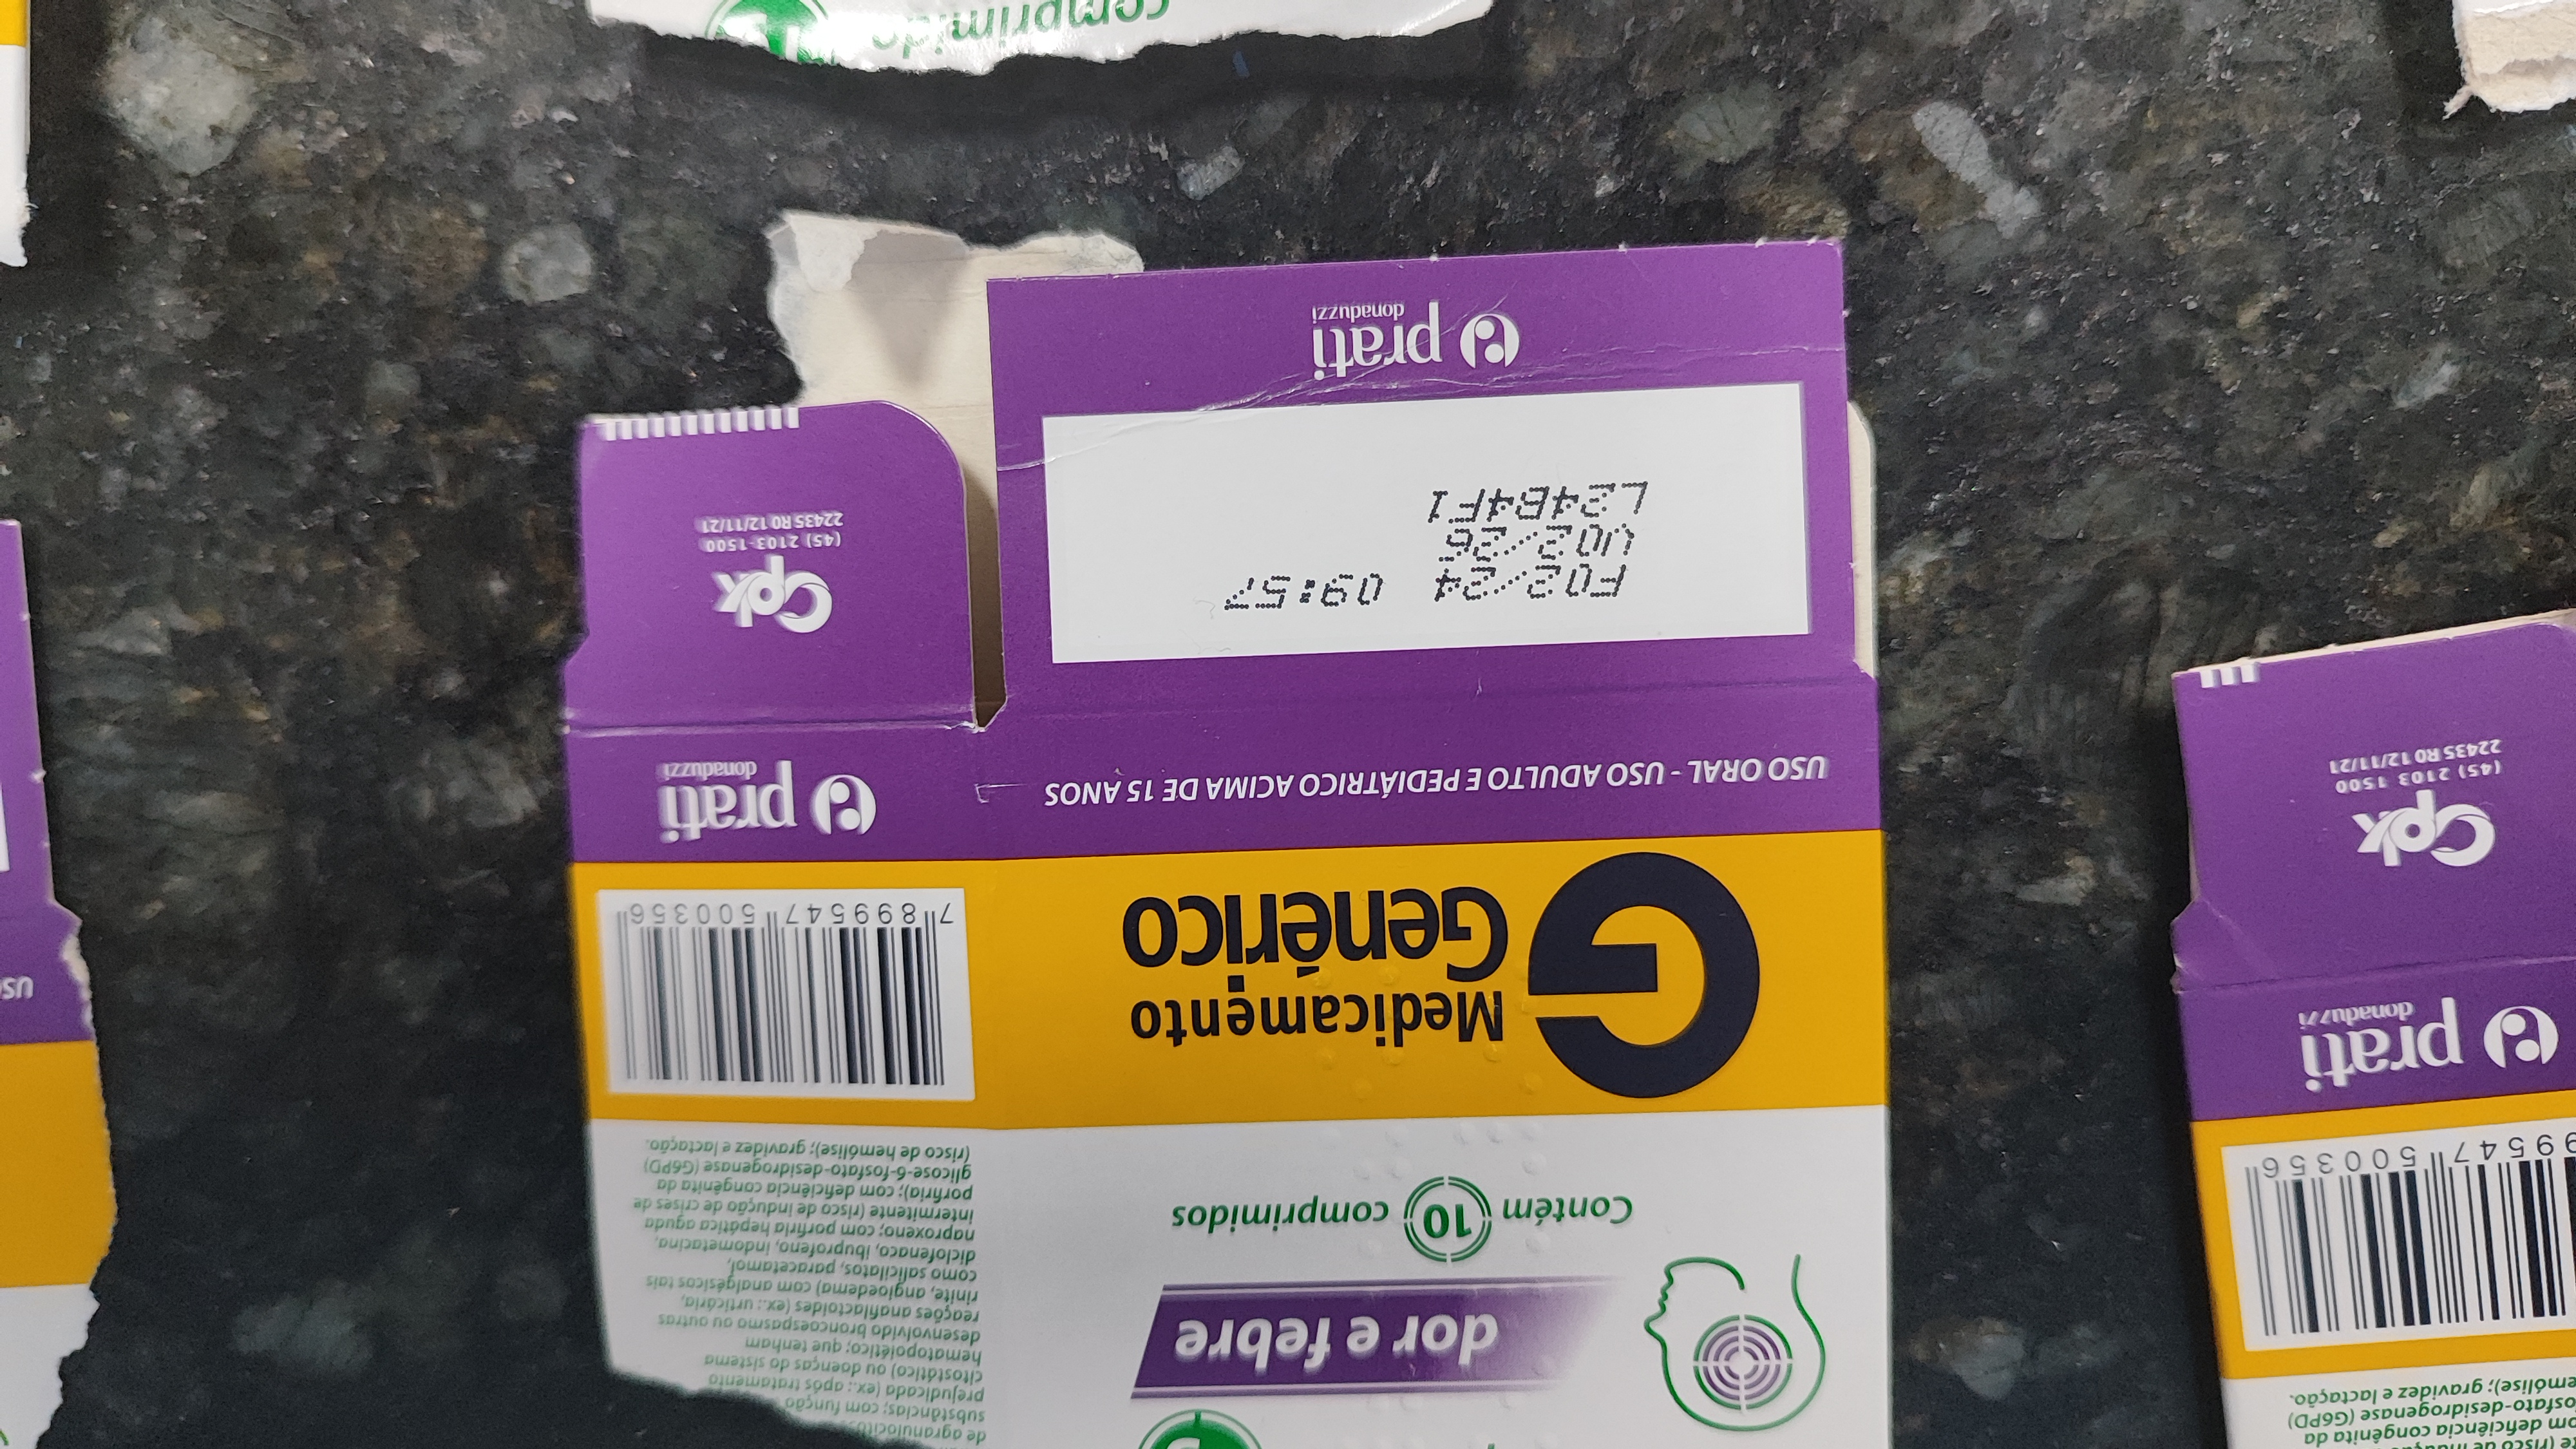 om deficiência congênita da
osfato-desidrogenase (G6PD)
emólise); gravidez e lactação.
99547 500356
prati
donaduzzi
Cpk
(45) 2103 1500
22435 R0 12/11/21
dor e febre
Contém 10 comprimidos
G Medicamento
Genérico
USO ORAL - USO ADULTO E PEDIÁTRICO ACIMA DE 15 ANOS
F02/24 09:57
V02/26
L24B4F1
prati
donaduzzi
substâncias; com função
prejudicada (ex.: após tratamento
citostático) ou doenças do sistema
hematopoiético; que tenham
desenvolvido broncoespasmo ou outras
reações anafilactoides (ex.: urticária,
rinite, angioedema) com analgésicos tais
como salicilatos, paracetamol,
diclofenaco, ibuprofeno, indometacina,
naproxeno; com porfiria hepática aguda
intermitente (risco de indução de crises de
porfiria); com deficiência congênita da
glicose-6-fosfato-desidrogenase (G6PD)
(risco de hemólise); gravidez e lactação.
7 899547 500356
prati
donaduzzi
Cpk
(45) 2103-1500
22435 R0 12/11/21
US
comprimido